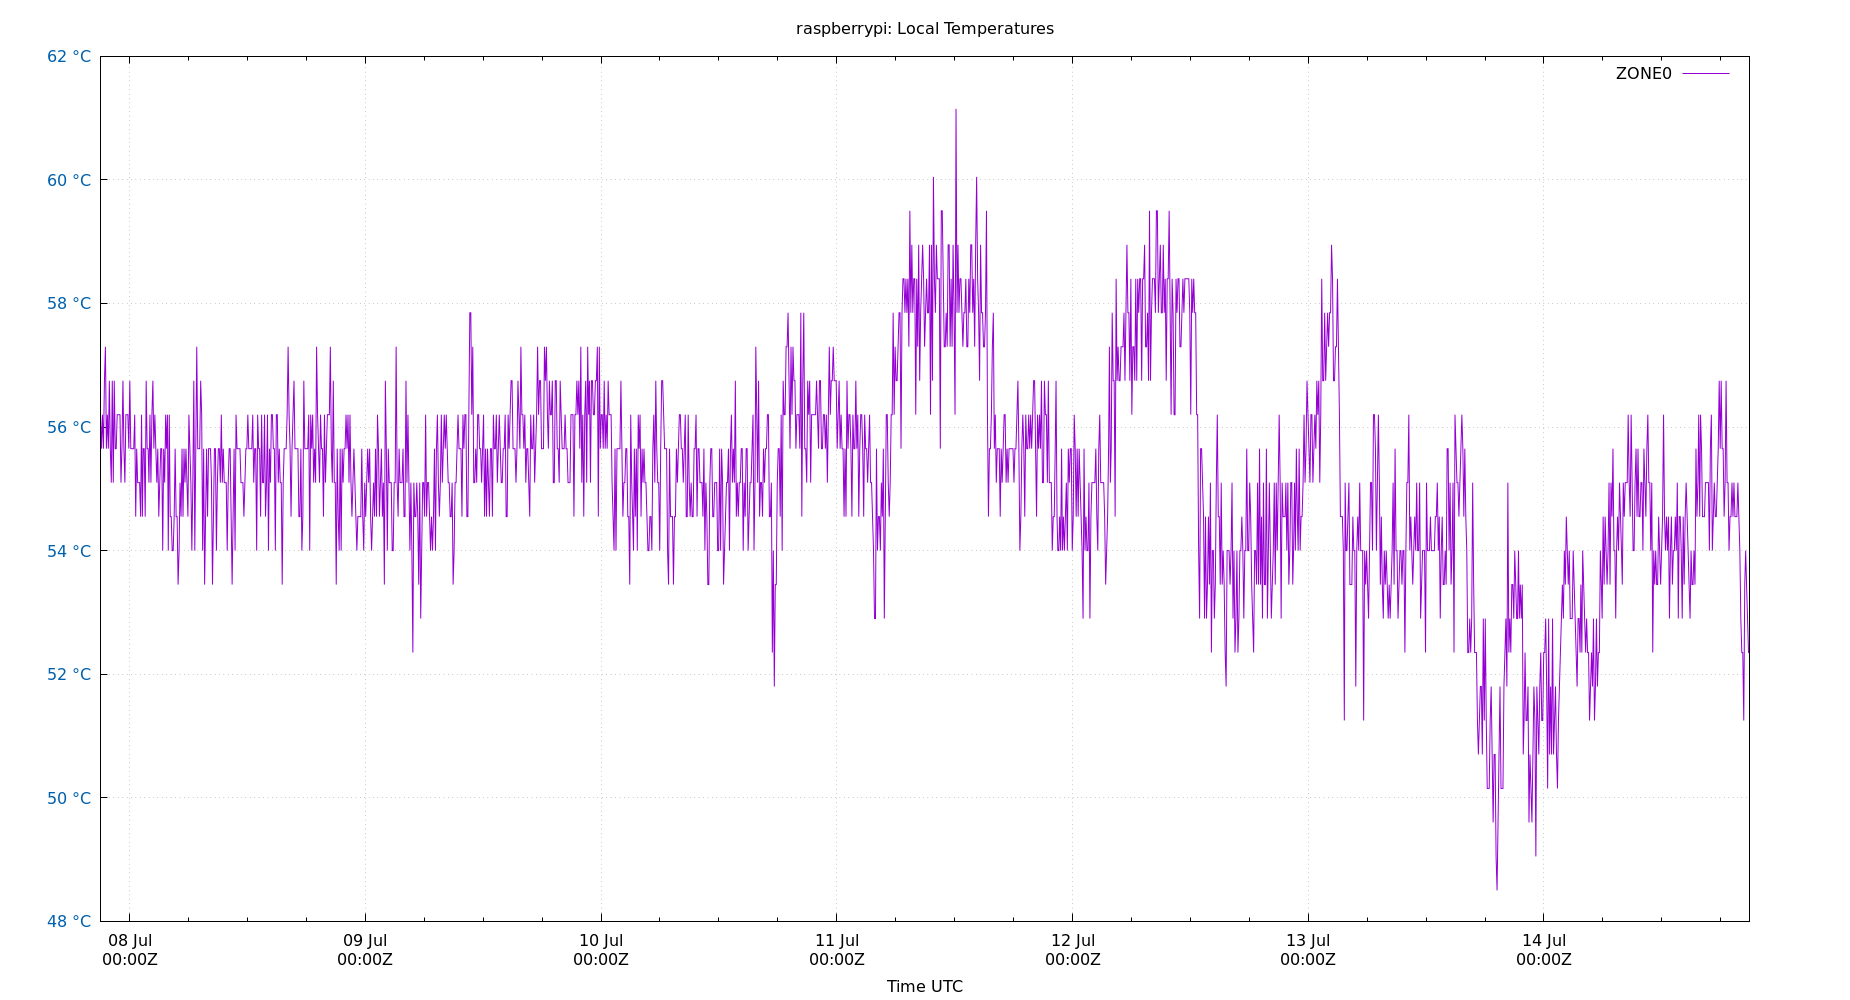 raspberrypi: Local Temperatures
62 °C
ZONE0
60 °C
58 °C
56 °C
54 °C
52 °C
50 °C
48 °C
08 Jul 09 Jul 10 Jul 11 Jul 12 Jul 13 Jul 14 Jul
00:00Z 00:00Z 00:00Z 00:00Z 00:00Z 00:00Z 00:00Z
Time UTC